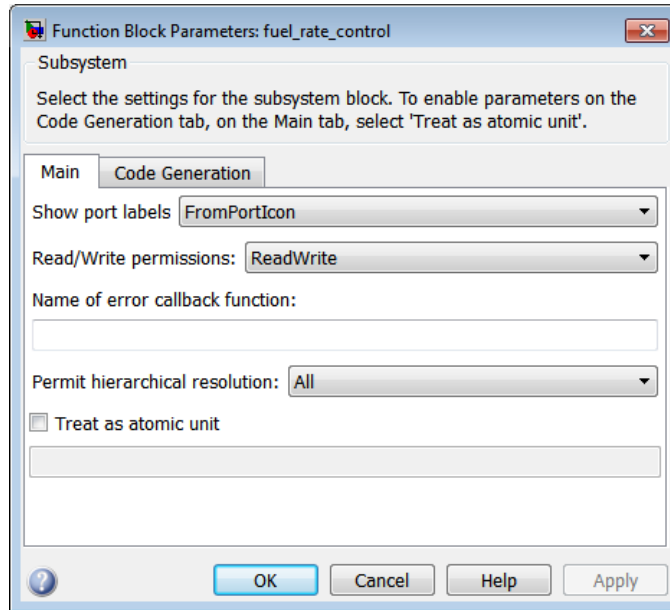 Function Block Parameters: fuel_rate_control
Subsystem
Select the settings for the subsystem block. To enable parameters on the
Code Generation tab, on the Main tab, select 'Treat as atomic unit'.
Main Code Generation
Show port labels FromPortIcon
Read/Write permissions: ReadWrite
Name of error callback function:
Permit hierarchical resolution: All
Treat as atomic unit
? OK Cancel Help Apply